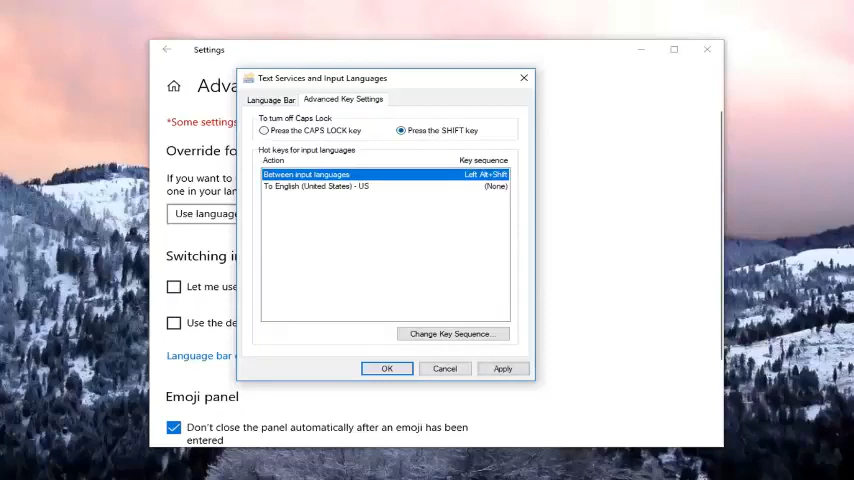 Settings
Adva
*Some settings
Override fo
If you want to
one in your lan
Use language
Switching in
Let me use
Use the de
Language bar
Emoji panel
Don't close the panel automatically after an emoji has been
entered
Text Services and Input Languages
Language Bar Advanced Key Settings
To turn off Caps Lock
Press the CAPS LOCK key Press the SHIFT key
Hot keys for input languages
Action Key sequence
Between input languages Left Alt+Shift
To English (United States) - US (None)
Change Key Sequence...
OK Cancel Apply